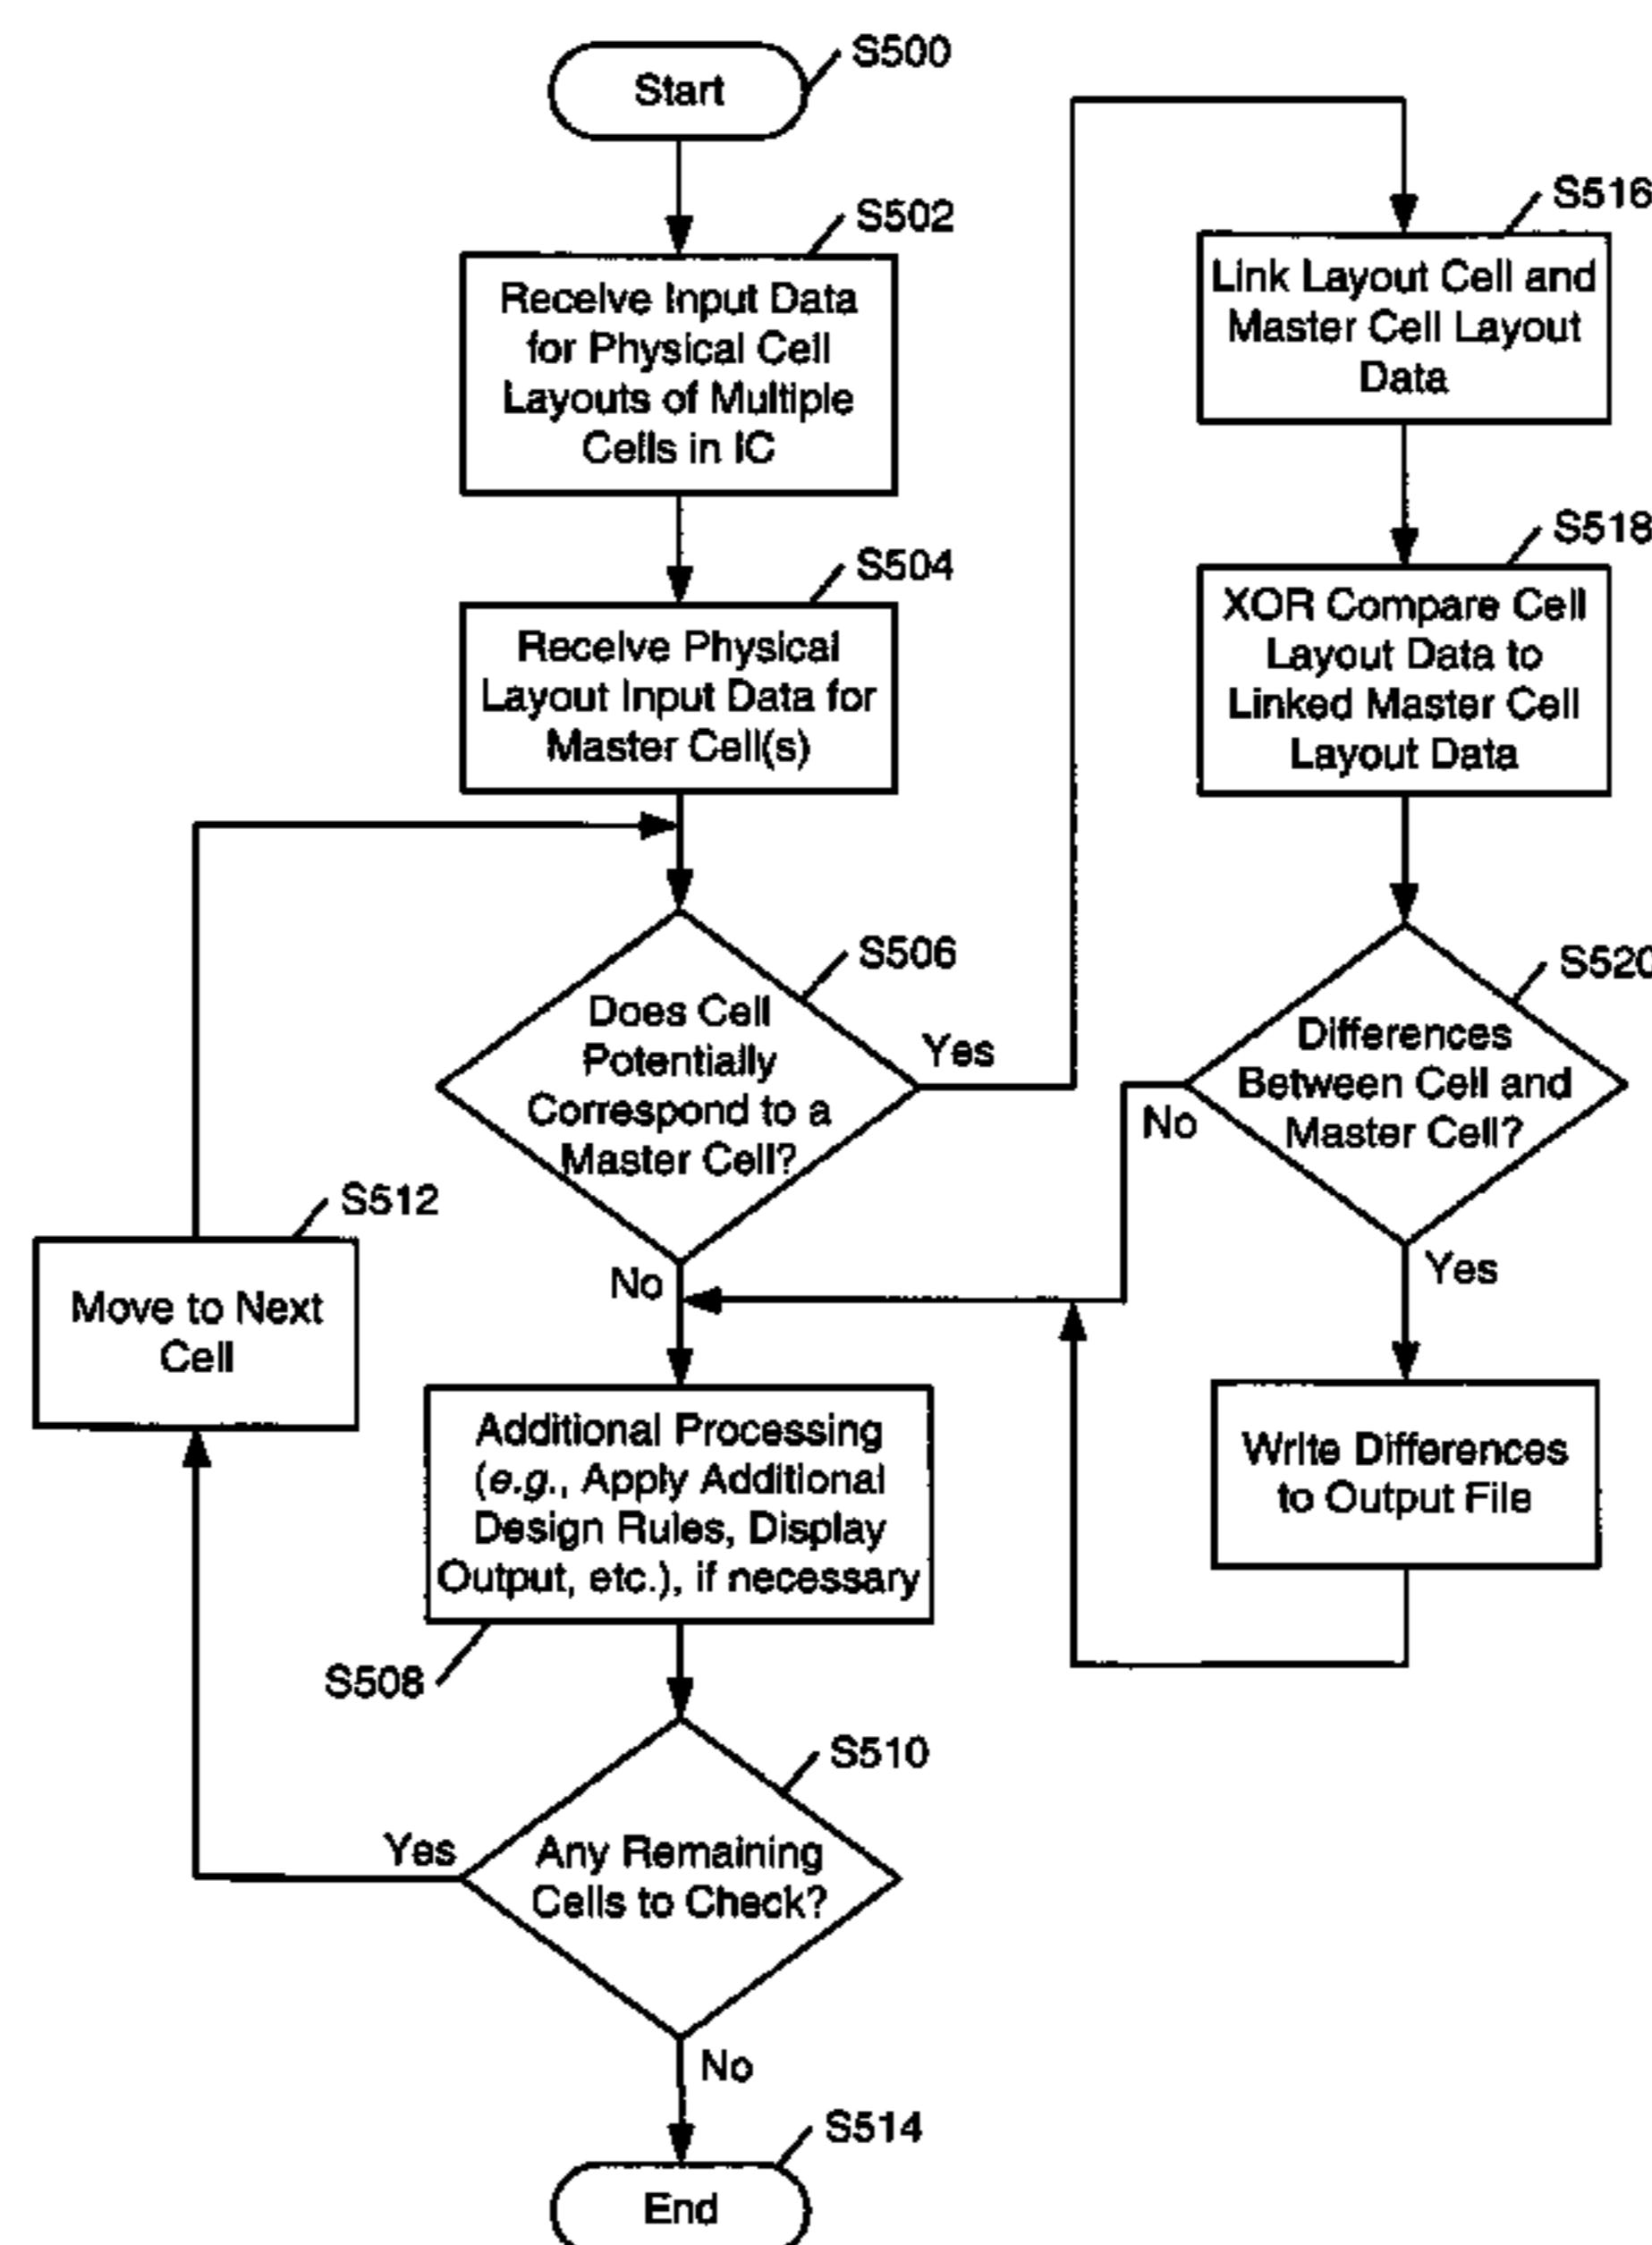 Start
S500
S502
Receive Input Data
for Physical Cell
Layouts of Multiple
Cells in IC
S504
Receive Physical
Layout Input Data for
Master Cell(s)
S506
Does Cell
Potentially
Correspond to a
Master Cell?
Yes
No
S512
Move to Next
Cell
Additional Processing
(e.g., Apply Additional
Design Rules, Display
Output, etc.), if necessary
S508
S510
Any Remaining
Cells to Check?
Yes
No
S514
End
S516
Link Layout Cell and
Master Cell Layout
Data
S518
XOR Compare Cell
Layout Data to
Linked Master Cell
Layout Data
S520
Differences
Between Cell and
Master Cell?
No
Yes
Write Differences
to Output File